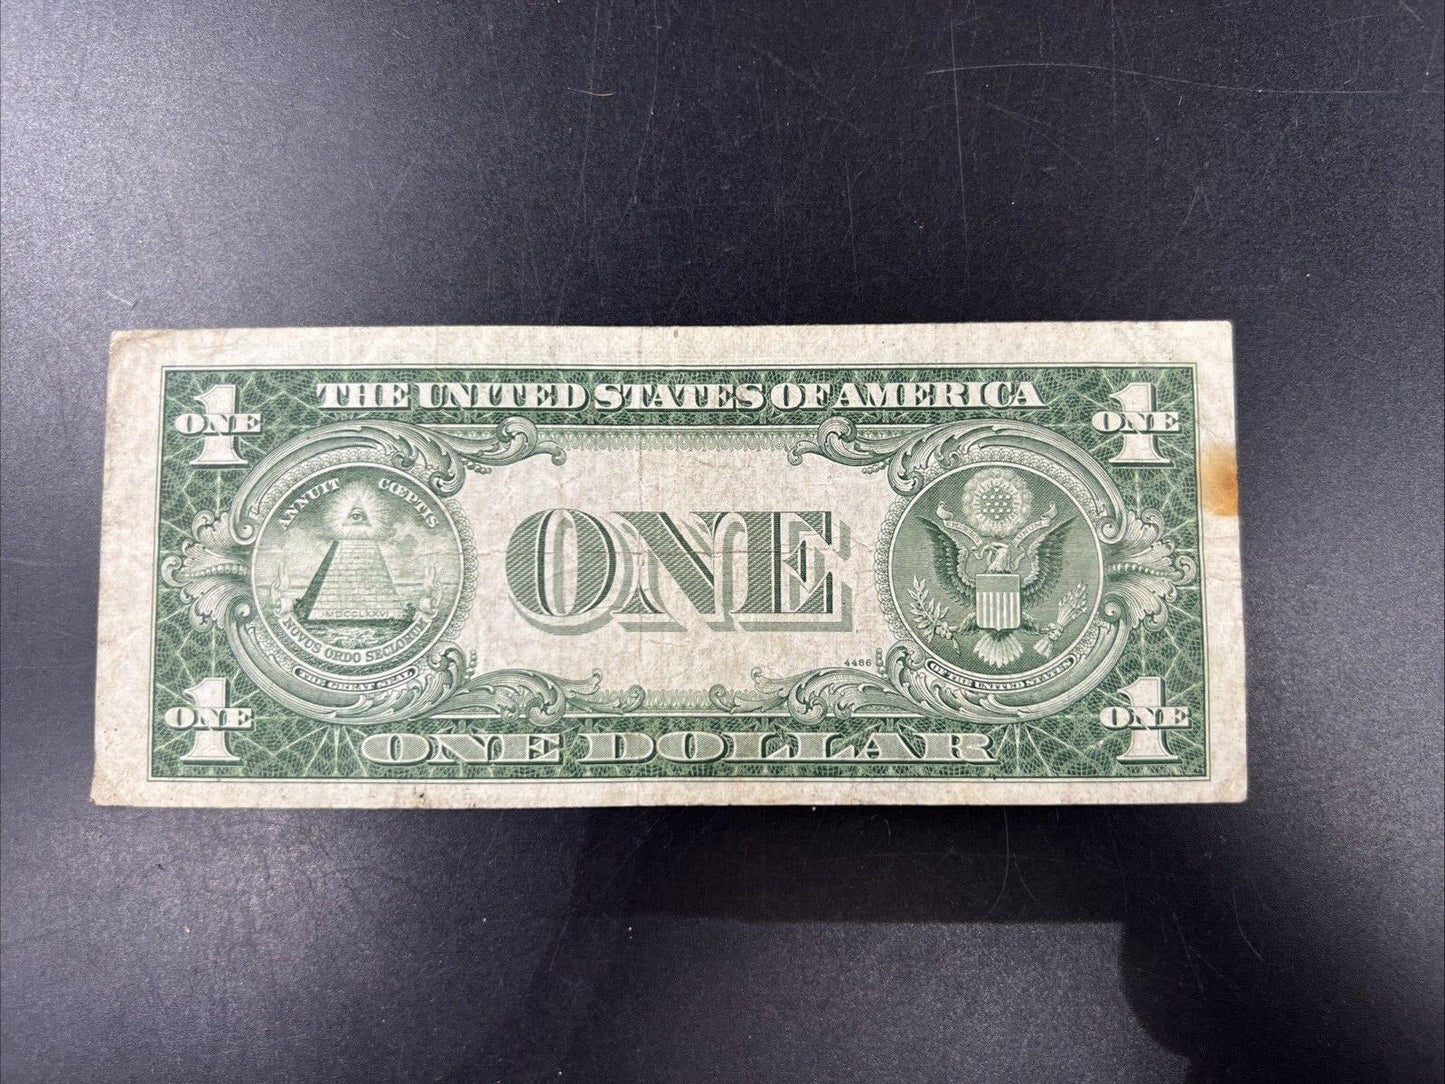 THE UNITED STATES OF AMERICA
1
ONE
1
ONE
ANNUIT CŒPTIS
MDCCLXXVI
NOVUS ORDO SECLORUM
THE GREAT SEAL
ONE
4486
OF THE UNITED STATES
1
ONE
ONE DOLLAR
1
ONE